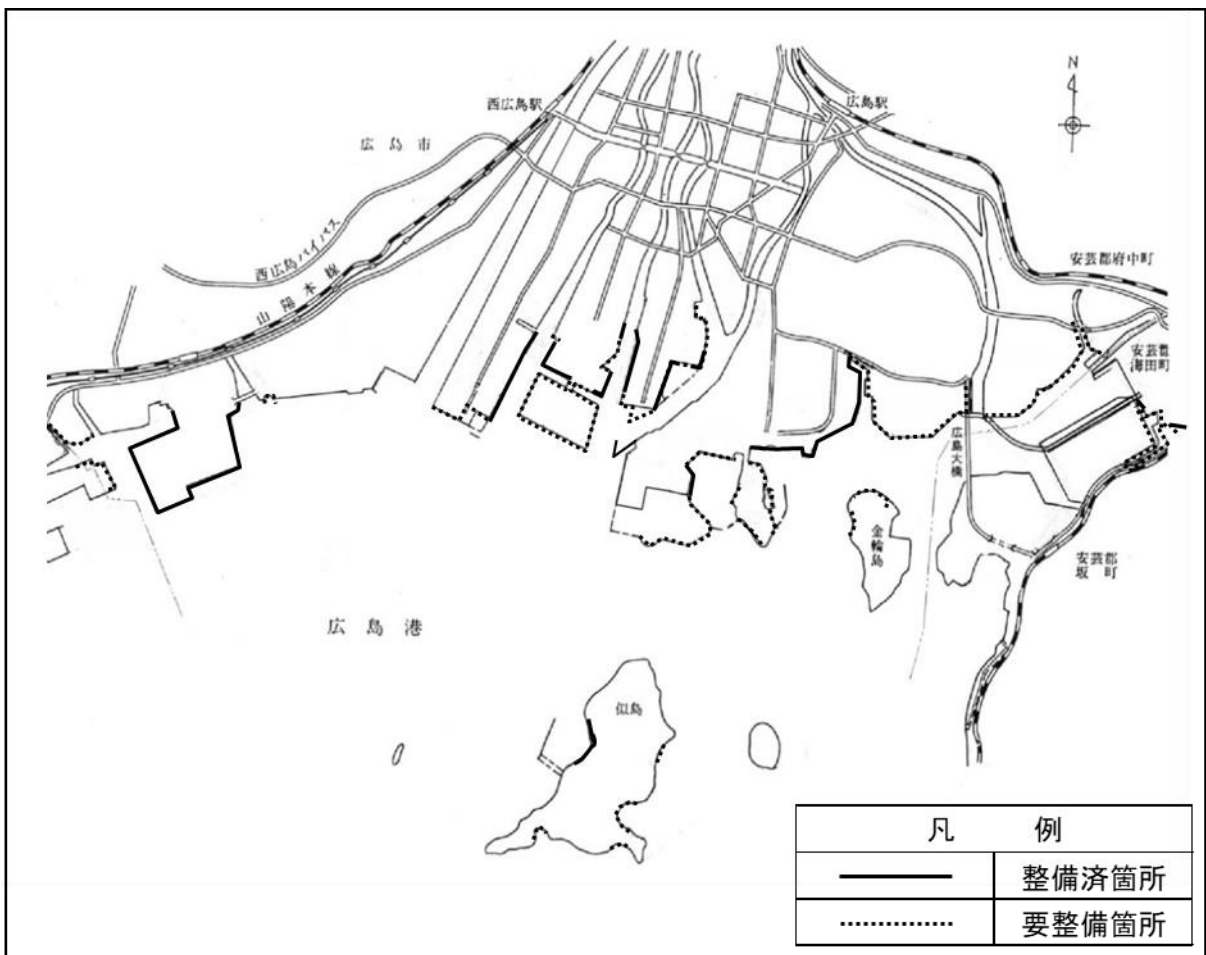 N
西広島駅
広島駅
広島市
西広島バイパス
山陽本線
安芸郡府中町
安芸郡
海田町
広島大橋
金輪島
安芸郡
坂町
広島港
似島
凡 例
整備済箇所
要整備箇所